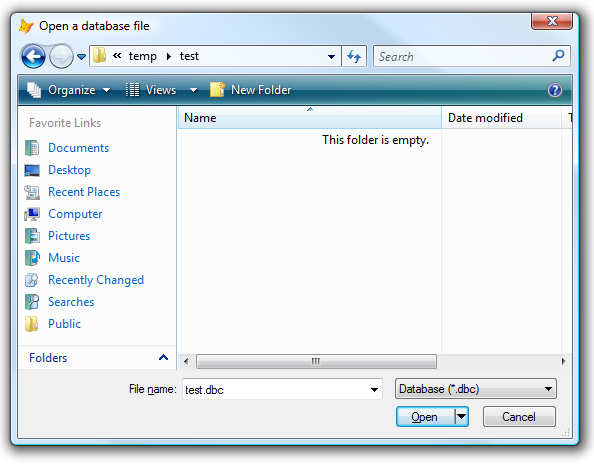 Open a database file
« temp test
Search
Organize Views New Folder ?
Favorite Links
Name Date modified T
This folder is empty.
Documents
Desktop
Recent Places
Computer
Pictures
Music
Recently Changed
Searches
Public
Folders
File name: test.dbc Database (*.dbc)
Open Cancel